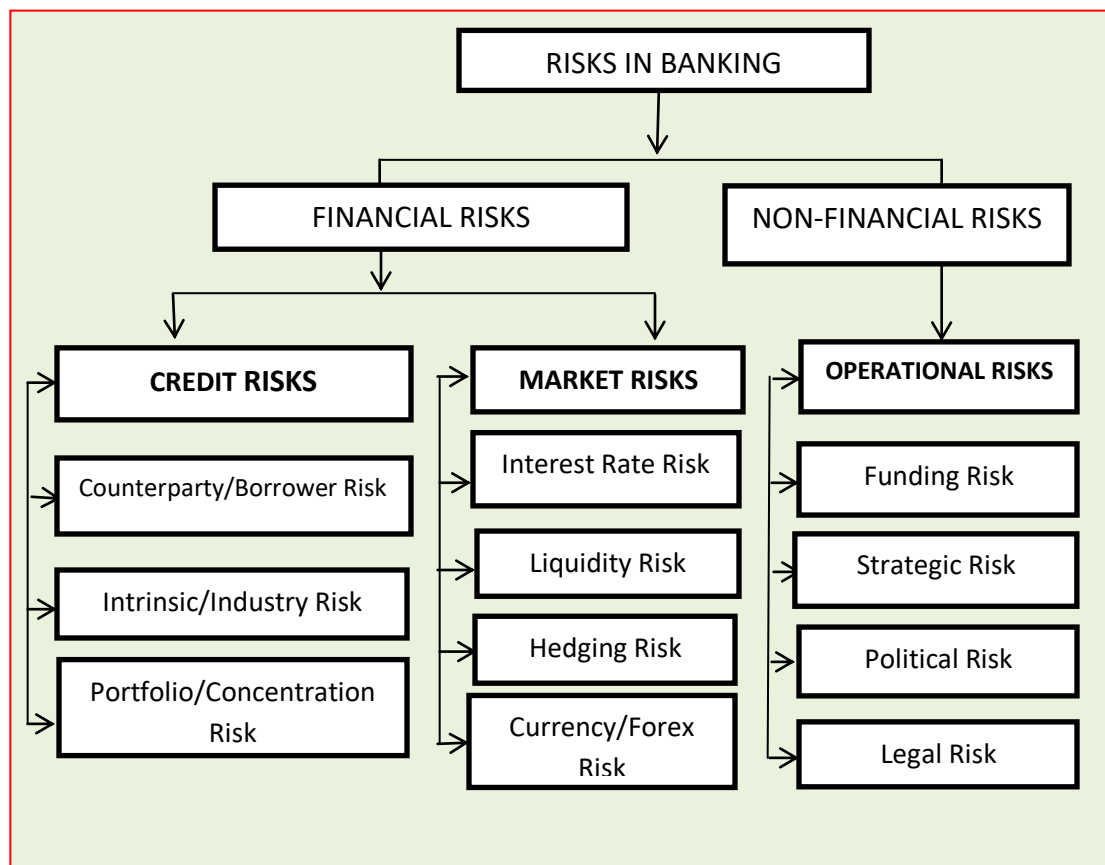 RISKS IN BANKING
FINANCIAL RISKS
NON-FINANCIAL RISKS
CREDIT RISKS
Counterparty/Borrower Risk
Intrinsic/Industry Risk
Portfolio/Concentration
Risk
MARKET RISKS
Interest Rate Risk
Liquidity Risk
Hedging Risk
Currency/Forex
Risk
OPERATIONAL RISKS
Funding Risk
Strategic Risk
Political Risk
Legal Risk